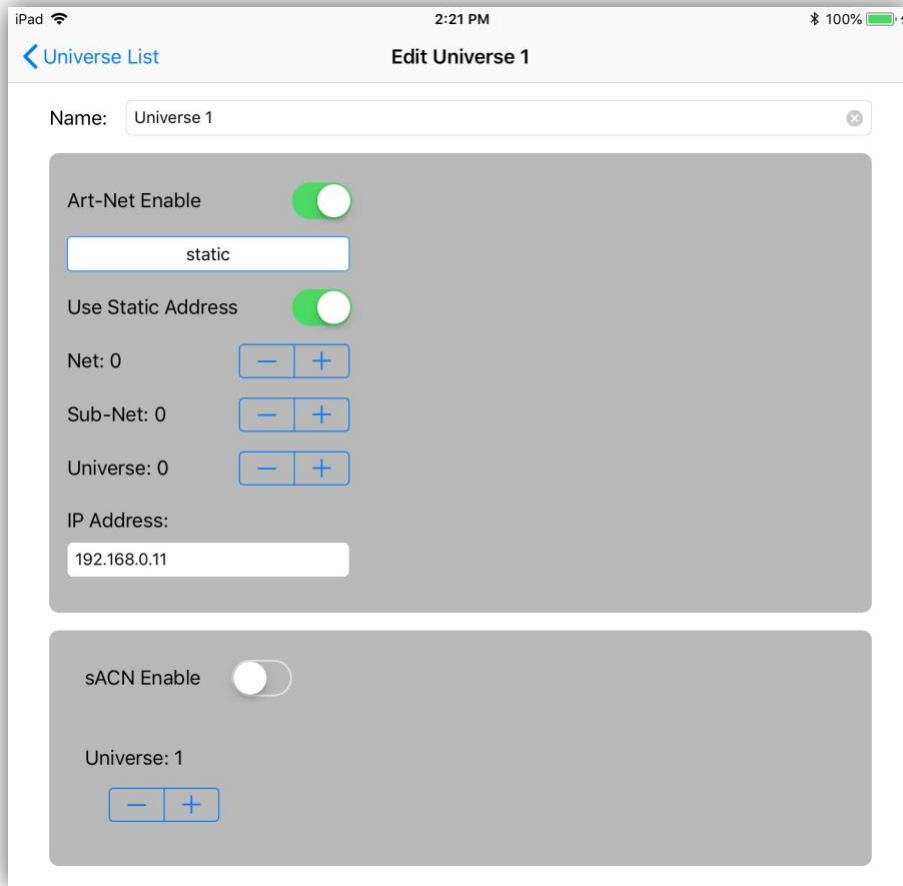 iPad 2:21 PM 100%
Universe List Edit Universe 1
Name: Universe 1
Art-Net Enable
static
Use Static Address
Net: 0 − +
Sub-Net: 0 − +
Universe: 0 − +
IP Address:
192.168.0.11
sACN Enable
Universe: 1
− +